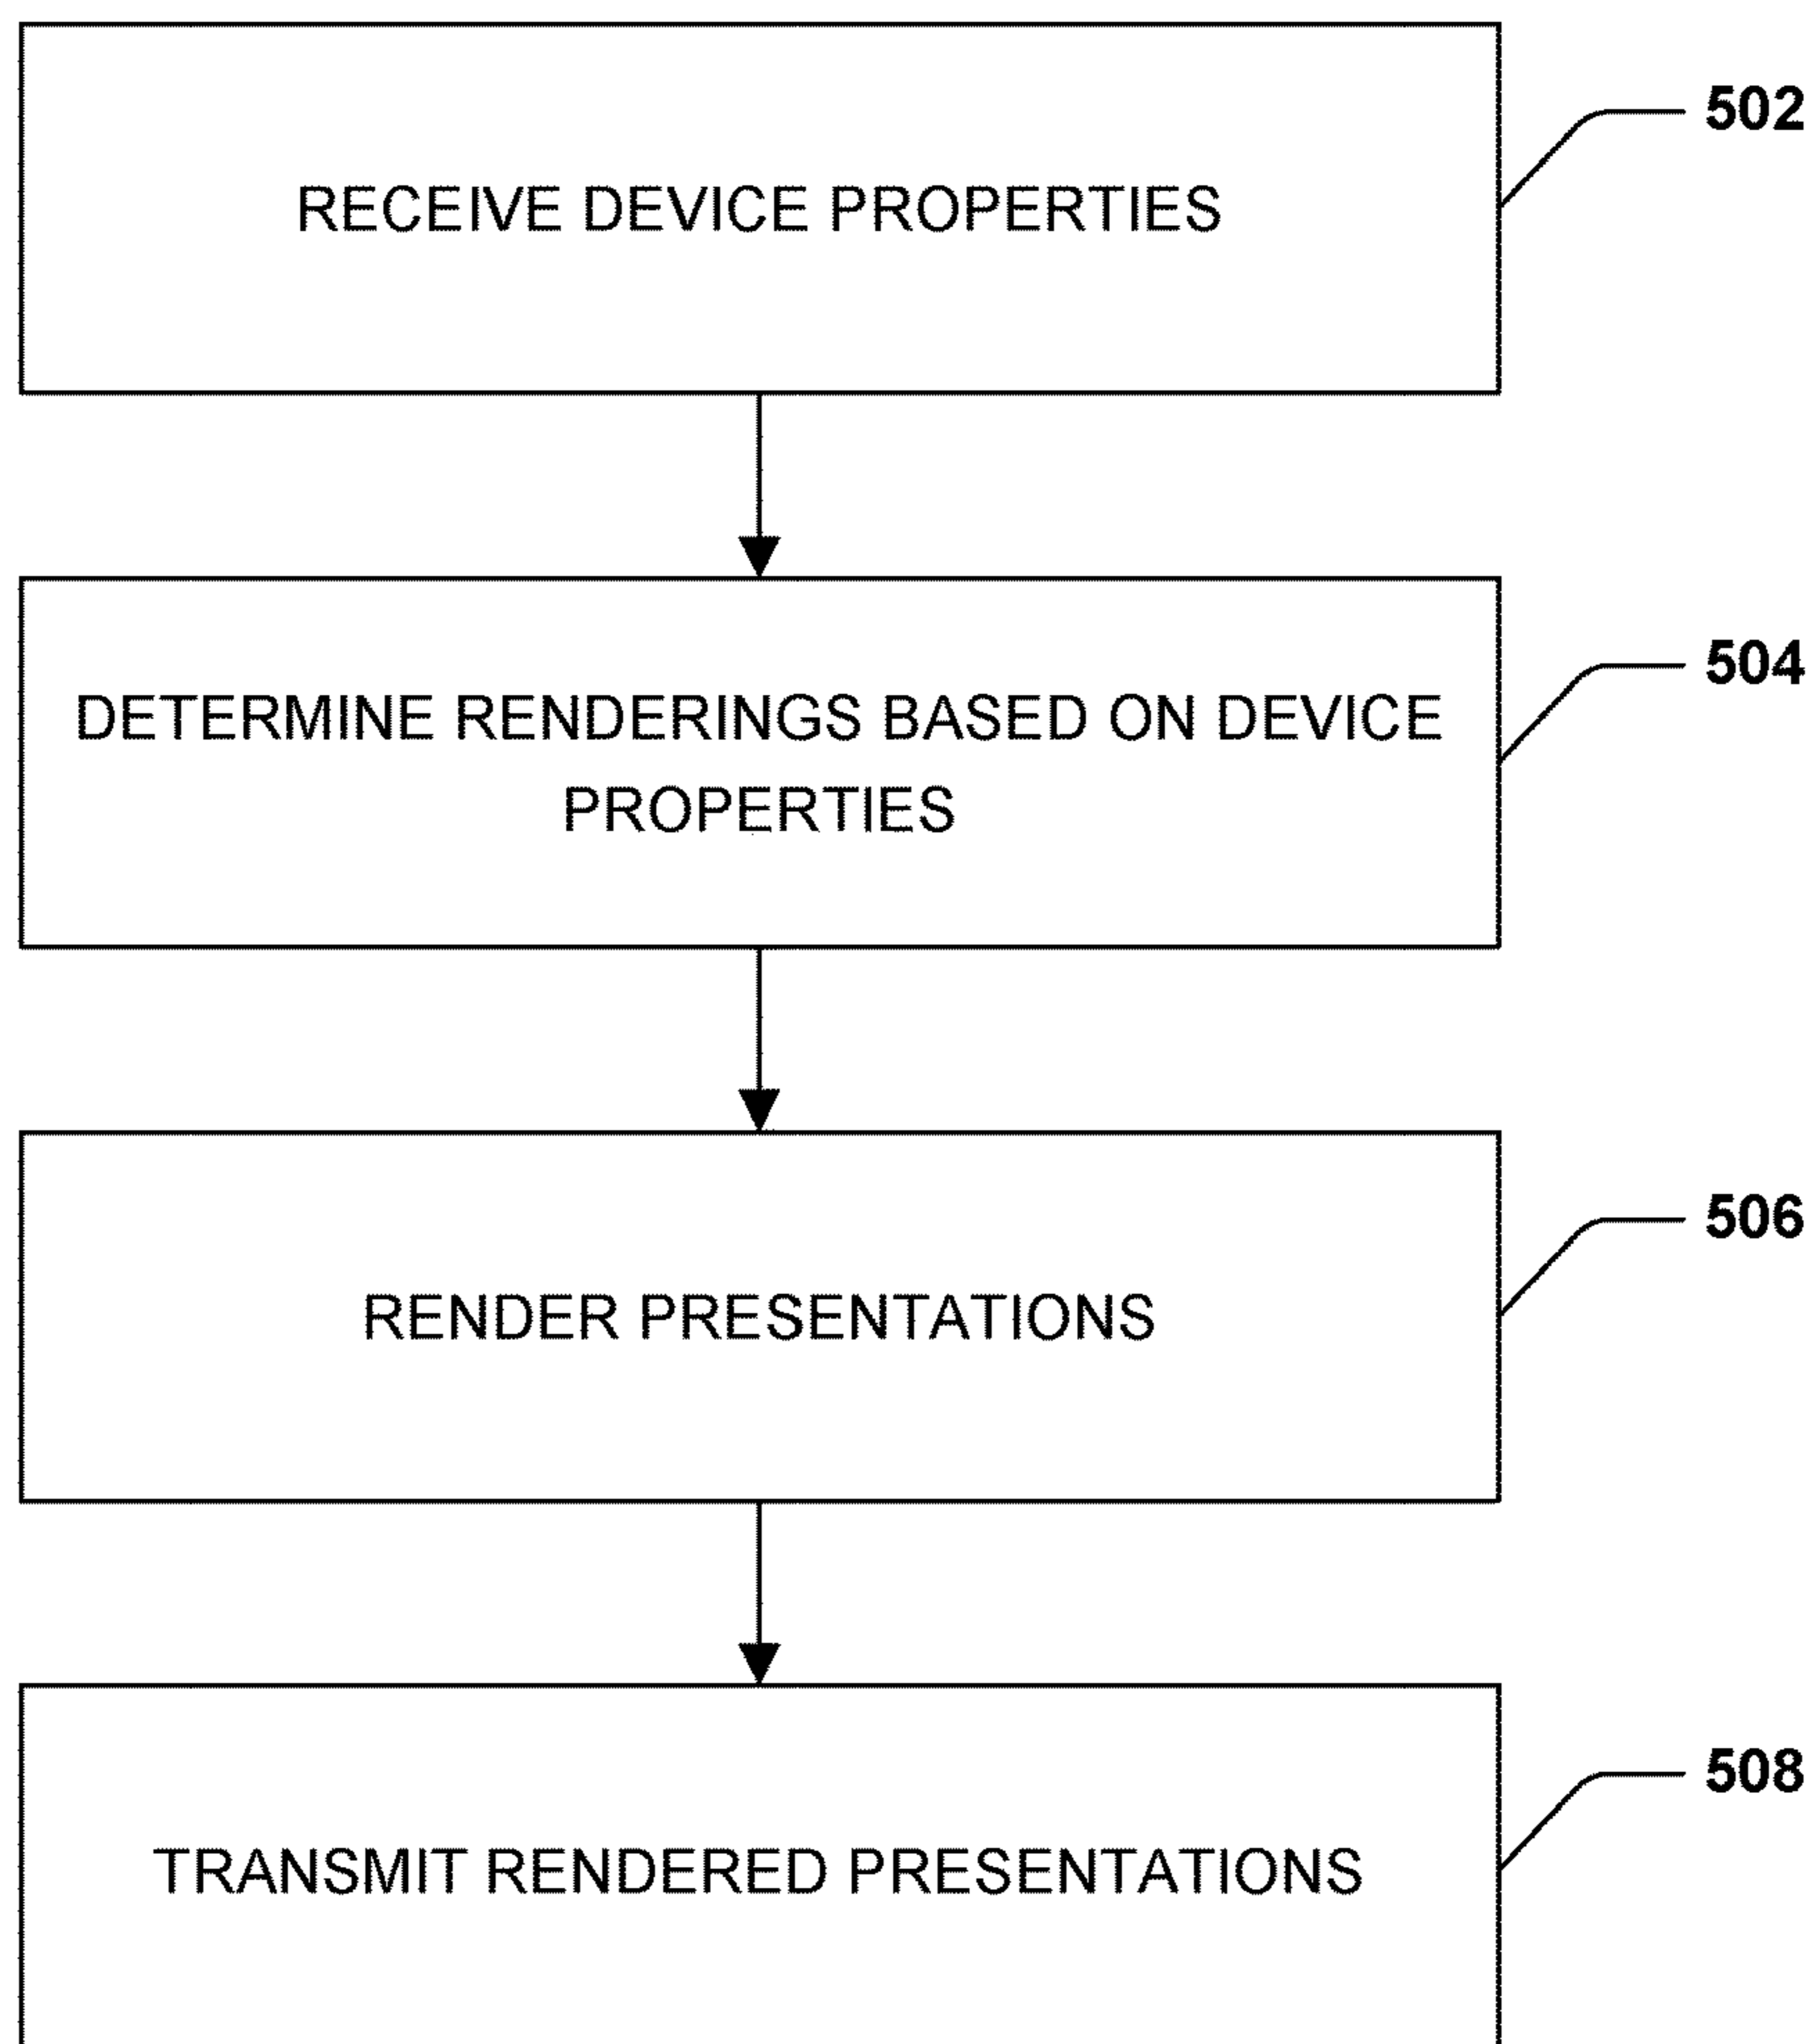 RECEIVE DEVICE PROPERTIES
502
DETERMINE RENDERINGS BASED ON DEVICE
PROPERTIES
504
RENDER PRESENTATIONS
506
TRANSMIT RENDERED PRESENTATIONS
508